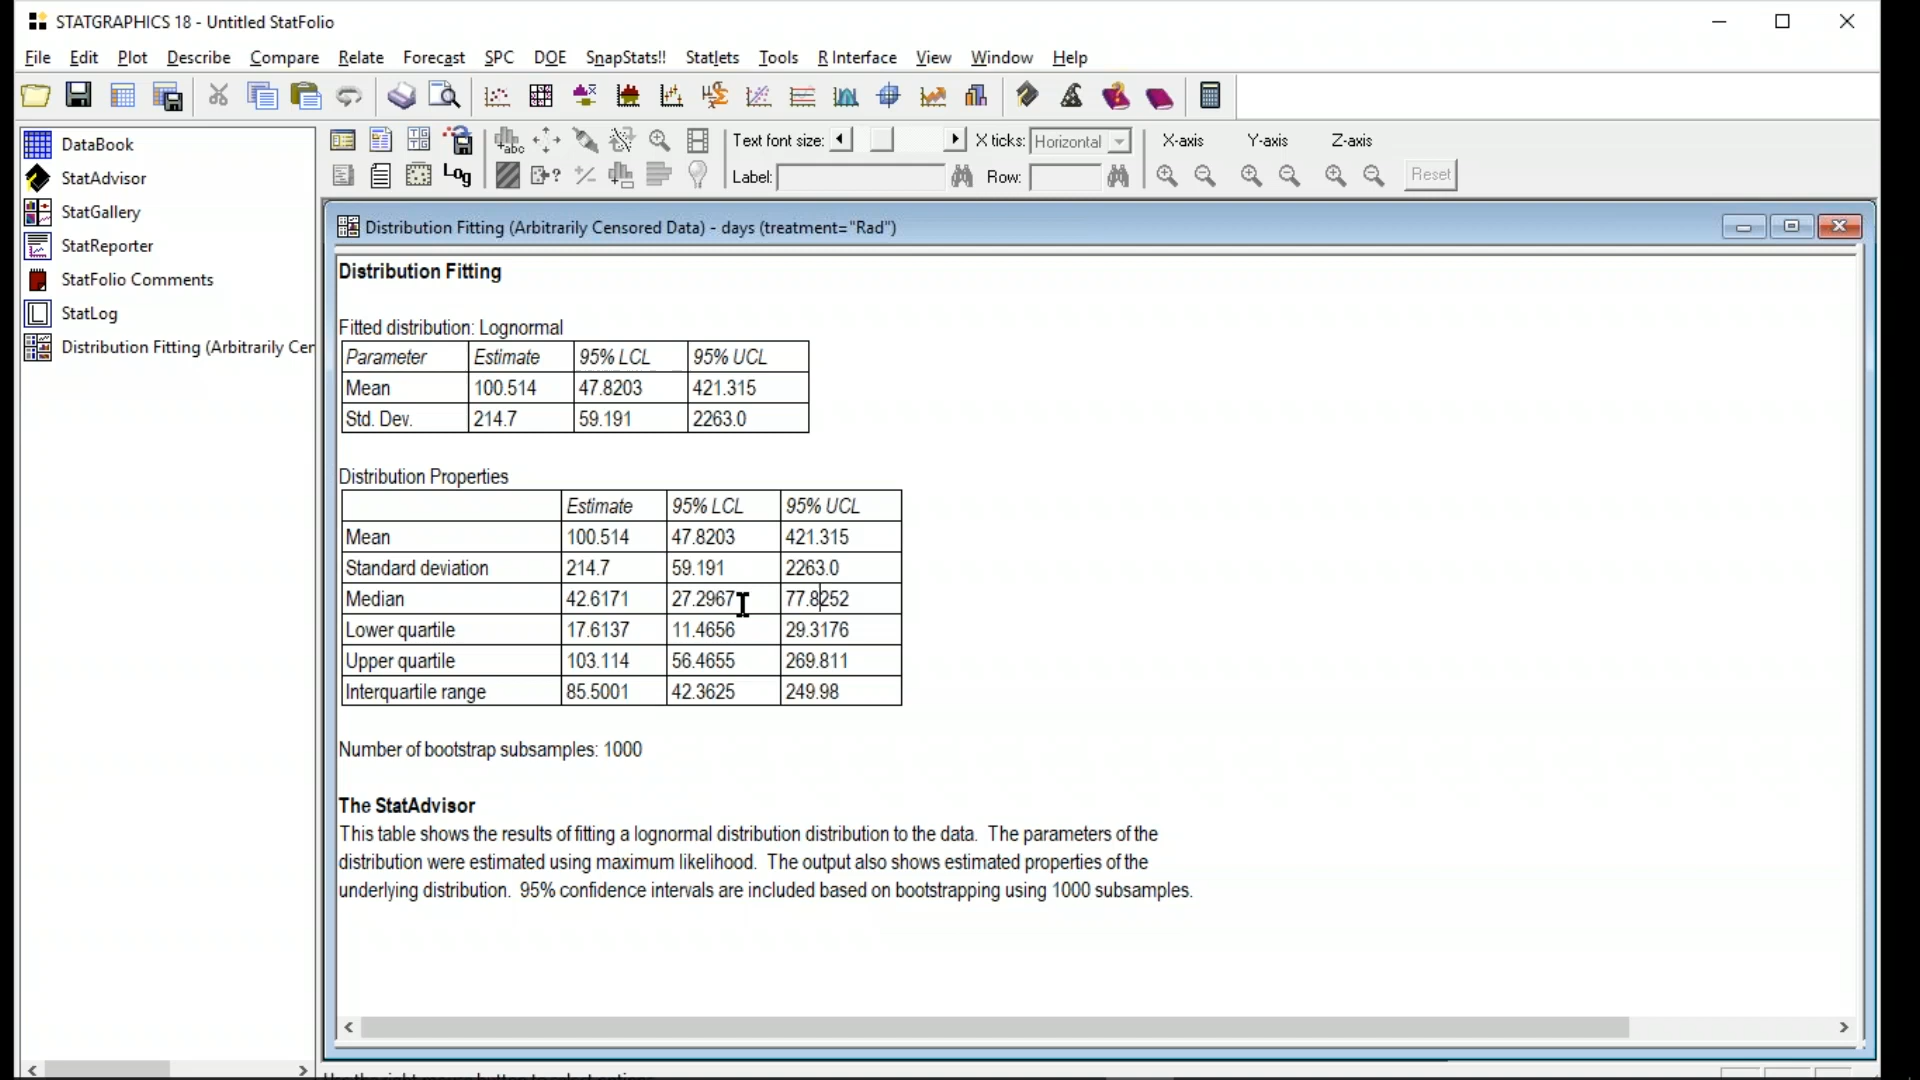 STATGRAPHICS 18 - Untitled StatFolio
File Edit Plot Describe Compare Relate Forecast SPC DOE SnapStats!! Statlets Tools R Interface View Window Help
DataBook
StatAdvisor
StatGallery
StatReporter
StatFolio Comments
StatLog
Distribution Fitting (Arbitrarily Cer
Text font size: X ticks: Horizontal X-axis Y-axis Z-axis
Log Label: Row: Reset
Distribution Fitting (Arbitrarily Censored Data) - days (treatment="Rad")
Distribution Fitting
Fitted distribution: Lognormal
Parameter Estimate 95% LCL 95% UCL
Mean 100.514 47.8203 421.315
Std. Dev. 214.7 59.191 2263.0
Distribution Properties
Estimate 95% LCL 95% UCL
Mean 100.514 47.8203 421.315
Standard deviation 214.7 59.191 2263.0
Median 42.6171 27.2967 77.8252
Lower quartile 17.6137 11.4656 29.3176
Upper quartile 103.114 56.4655 269.811
Interquartile range 85.5001 42.3625 249.98
Number of bootstrap subsamples: 1000
The StatAdvisor
This table shows the results of fitting a lognormal distribution distribution to the data. The parameters of the
distribution were estimated using maximum likelihood. The output also shows estimated properties of the
underlying distribution. 95% confidence intervals are included based on bootstrapping using 1000 subsamples.